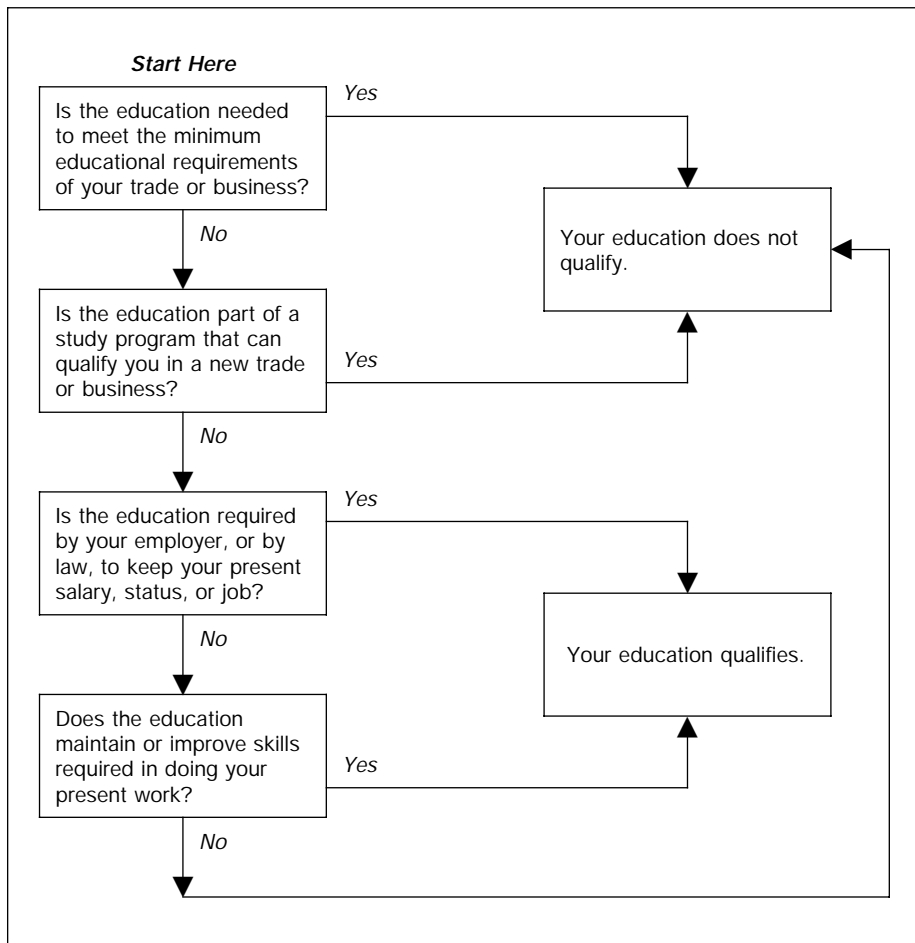 Start Here
Is the education needed
to meet the minimum
educational requirements
of your trade or business?
Yes
No
Your education does not
qualify.
Is the education part of a
study program that can
qualify you in a new trade
or business?
Yes
No
Is the education required
by your employer, or by
law, to keep your present
salary, status, or job?
Yes
No
Your education qualifies.
Does the education
maintain or improve skills
required in doing your
present work?
Yes
No